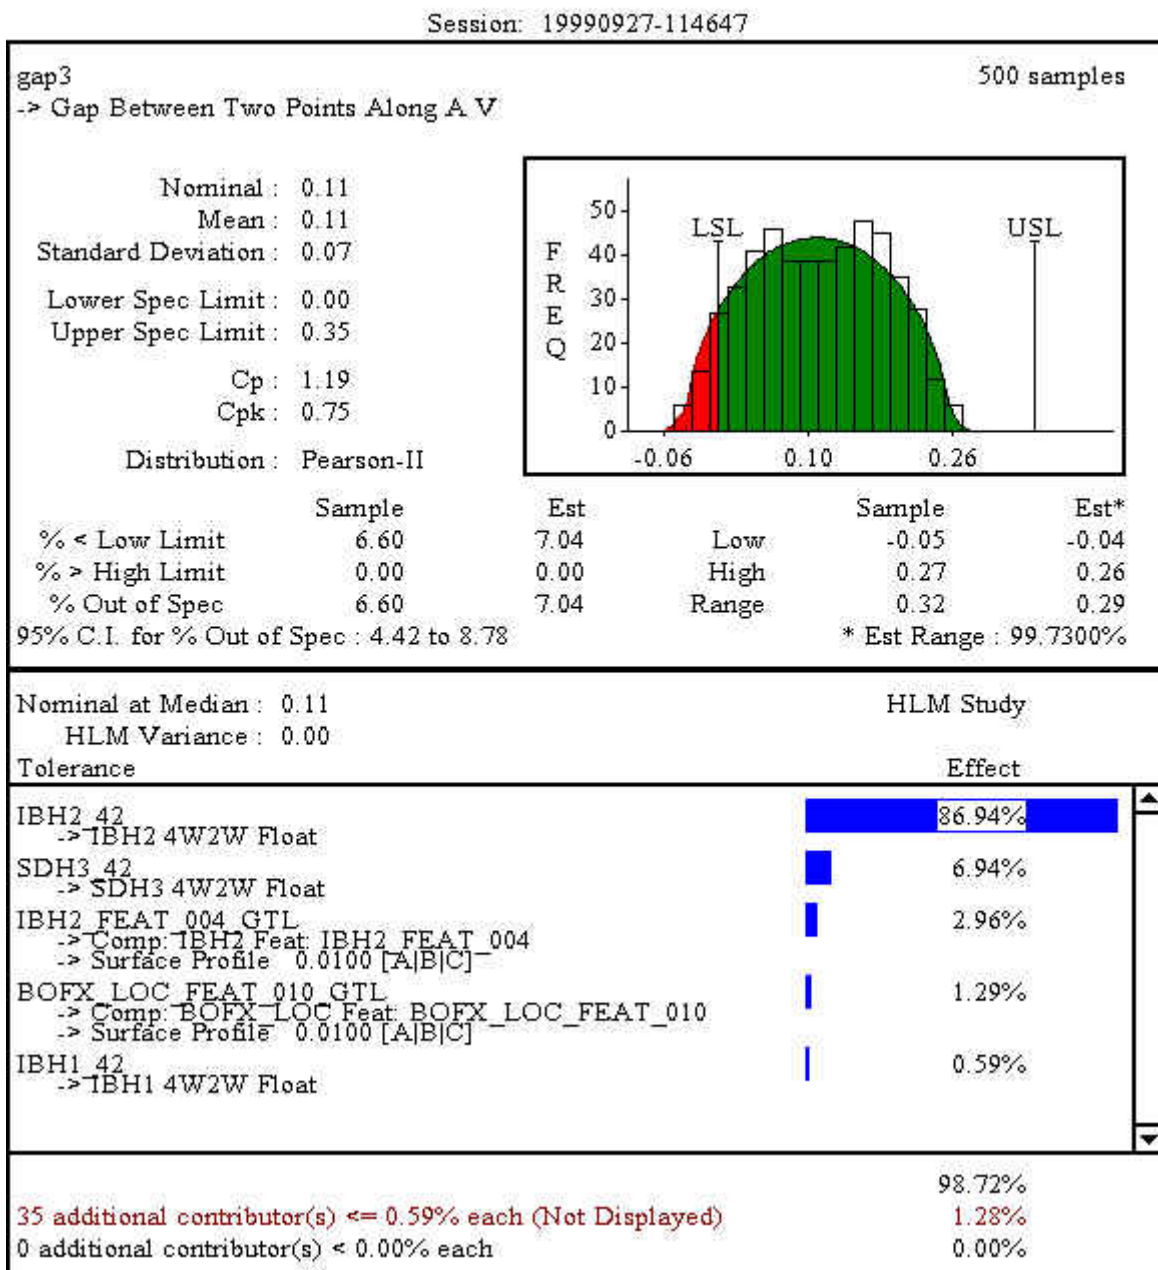 Session: 19990927-114647
gap3 500 samples
-> Gap Between Two Points Along A V
Nominal : 0.11
Mean : 0.11
Standard Deviation : 0.07
Lower Spec Limit : 0.00
Upper Spec Limit : 0.35
Cp : 1.19
Cpk : 0.75
Distribution : Pearson-II
FREQ
50
40
30
20
10
0
LSL USL
-0.06 0.10 0.26
Sample Est Sample Est*
% < Low Limit 6.60 7.04 Low -0.05 -0.04
% > High Limit 0.00 0.00 High 0.27 0.26
% Out of Spec 6.60 7.04 Range 0.32 0.29
95% C.I. for % Out of Spec : 4.42 to 8.78 * Est Range : 99.7300%
Nominal at Median : 0.11 HLM Study
HLM Variance : 0.00
Tolerance Effect
IBH2_42 86.94%
-> IBH2 4W2W Float
SDH3_42 6.94%
-> SDH3 4W2W Float
IBH2_FEAT_004_GTL 2.96%
-> Comp: IBH2 Feat: IBH2_FEAT_004
-> Surface Profile 0.0100 [A|B|C]
BOFX_LOC_FEAT_010_GTL 1.29%
-> Comp: BOFX_LOC Feat: BOFX_LOC_FEAT_010
-> Surface Profile 0.0100 [A|B|C]
IBH1_42 0.59%
-> IBH1 4W2W Float
98.72%
35 additional contributor(s) <= 0.59% each (Not Displayed) 1.28%
0 additional contributor(s) < 0.00% each 0.00%